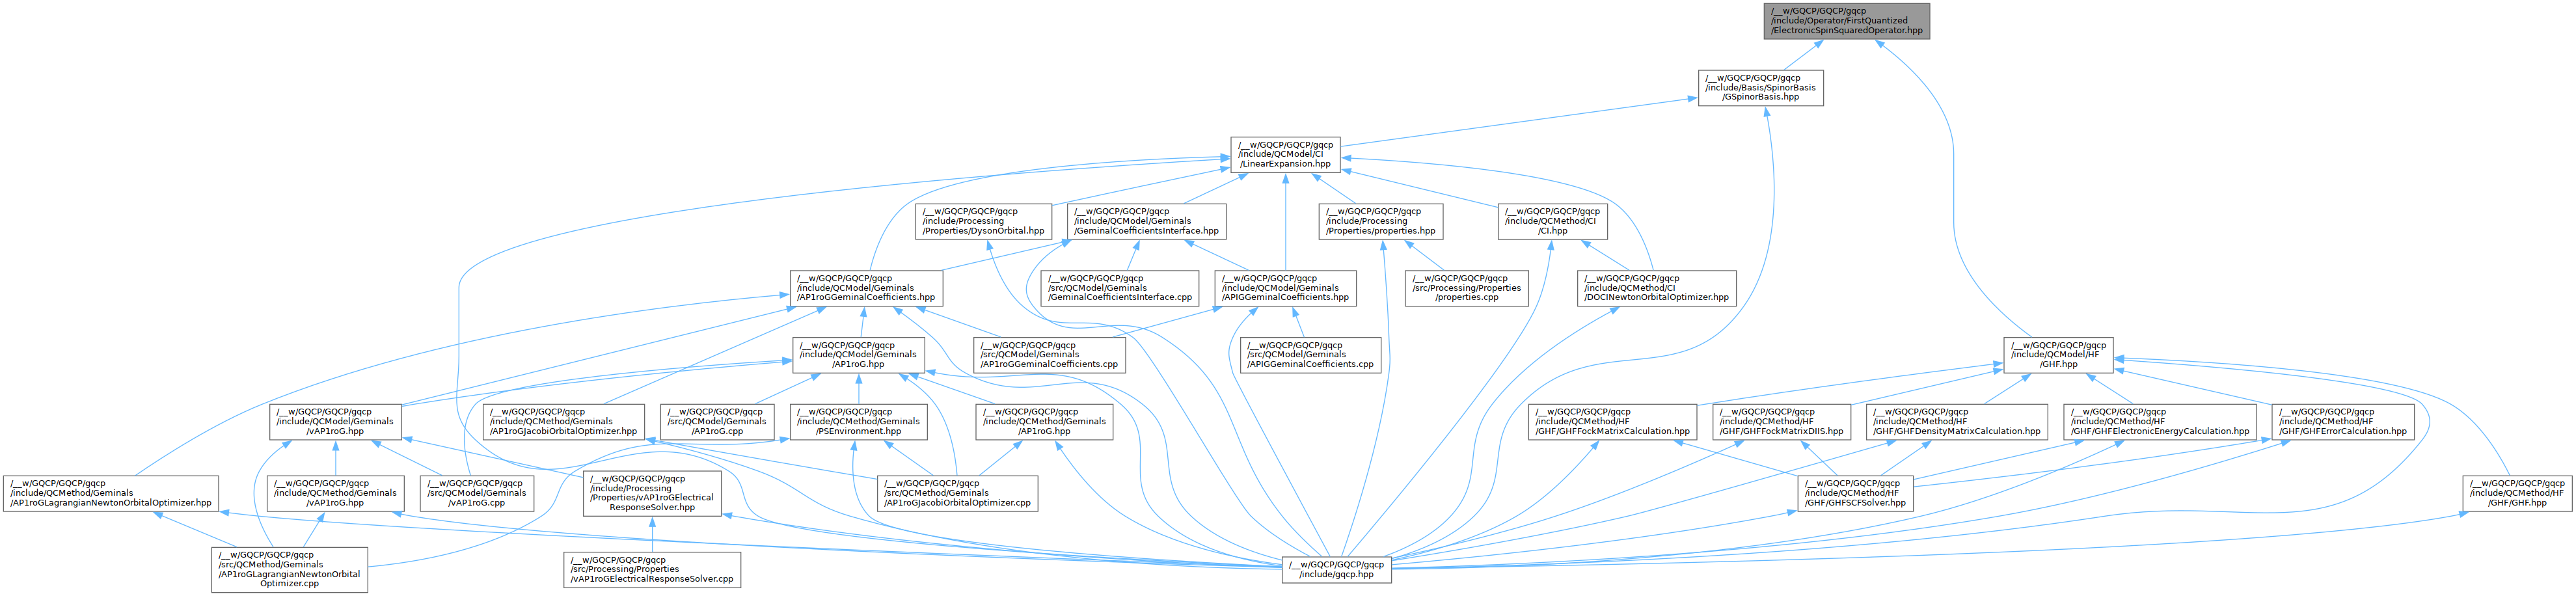 /__w/GQCP/GQCP/gqcp
/include/Operator/FirstQuantized
/ElectronicSpinSquaredOperator.hpp
/__w/GQCP/GQCP/gqcp
/include/Basis/SpinorBasis
/GSpinorBasis.hpp
/__w/GQCP/GQCP/gqcp
/include/QCModel/CI
/LinearExpansion.hpp
/__w/GQCP/GQCP/gqcp
/include/Processing
/Properties/DysonOrbital.hpp
/__w/GQCP/GQCP/gqcp
/include/QCModel/Geminals
/GeminalCoefficientsInterface.hpp
/__w/GQCP/GQCP/gqcp
/include/Processing
/Properties/properties.hpp
/__w/GQCP/GQCP/gqcp
/include/QCMethod/CI
/CI.hpp
/__w/GQCP/GQCP/gqcp
/include/QCModel/Geminals
/AP1roGGeminalCoefficients.hpp
/__w/GQCP/GQCP/gqcp
/src/QCModel/Geminals
/GeminalCoefficientsInterface.cpp
/__w/GQCP/GQCP/gqcp
/include/QCModel/Geminals
/APIGGeminalCoefficients.hpp
/__w/GQCP/GQCP/gqcp
/src/Processing/Properties
/properties.cpp
/__w/GQCP/GQCP/gqcp
/include/QCMethod/CI
/DOCINewtonOrbitalOptimizer.hpp
/__w/GQCP/GQCP/gqcp
/include/QCModel/Geminals
/AP1roG.hpp
/__w/GQCP/GQCP/gqcp
/src/QCModel/Geminals
/AP1roGGeminalCoefficients.cpp
/__w/GQCP/GQCP/gqcp
/src/QCModel/Geminals
/APIGGeminalCoefficients.cpp
/__w/GQCP/GQCP/gqcp
/include/QCModel/HF
/GHF.hpp
/__w/GQCP/GQCP/gqcp
/include/QCModel/Geminals
/vAP1roG.hpp
/__w/GQCP/GQCP/gqcp
/include/QCMethod/Geminals
/AP1roGJacobiOrbitalOptimizer.hpp
/__w/GQCP/GQCP/gqcp
/src/QCModel/Geminals
/AP1roG.cpp
/__w/GQCP/GQCP/gqcp
/include/QCMethod/Geminals
/PSEnvironment.hpp
/__w/GQCP/GQCP/gqcp
/include/QCMethod/Geminals
/AP1roG.hpp
/__w/GQCP/GQCP/gqcp
/include/QCMethod/HF
/GHF/GHFFockMatrixCalculation.hpp
/__w/GQCP/GQCP/gqcp
/include/QCMethod/HF
/GHF/GHFFockMatrixDIIS.hpp
/__w/GQCP/GQCP/gqcp
/include/QCMethod/HF
/GHF/GHFDensityMatrixCalculation.hpp
/__w/GQCP/GQCP/gqcp
/include/QCMethod/HF
/GHF/GHFElectronicEnergyCalculation.hpp
/__w/GQCP/GQCP/gqcp
/include/QCMethod/HF
/GHF/GHFErrorCalculation.hpp
/__w/GQCP/GQCP/gqcp
/include/QCMethod/Geminals
/AP1roGLagrangianNewtonOrbitalOptimizer.hpp
/__w/GQCP/GQCP/gqcp
/include/QCMethod/Geminals
/vAP1roG.hpp
/__w/GQCP/GQCP/gqcp
/src/QCModel/Geminals
/vAP1roG.cpp
/__w/GQCP/GQCP/gqcp
/include/Processing
/Properties/vAP1roGElectrical
ResponseSolver.hpp
/__w/GQCP/GQCP/gqcp
/src/QCMethod/Geminals
/AP1roGJacobiOrbitalOptimizer.cpp
/__w/GQCP/GQCP/gqcp
/include/QCMethod/HF
/GHF/GHFSCFSolver.hpp
/__w/GQCP/GQCP/gqcp
/include/QCMethod/HF
/GHF/GHF.hpp
/__w/GQCP/GQCP/gqcp
/src/QCMethod/Geminals
/AP1roGLagrangianNewtonOrbital
Optimizer.cpp
/__w/GQCP/GQCP/gqcp
/src/Processing/Properties
/vAP1roGElectricalResponseSolver.cpp
/__w/GQCP/GQCP/gqcp
/include/gqcp.hpp